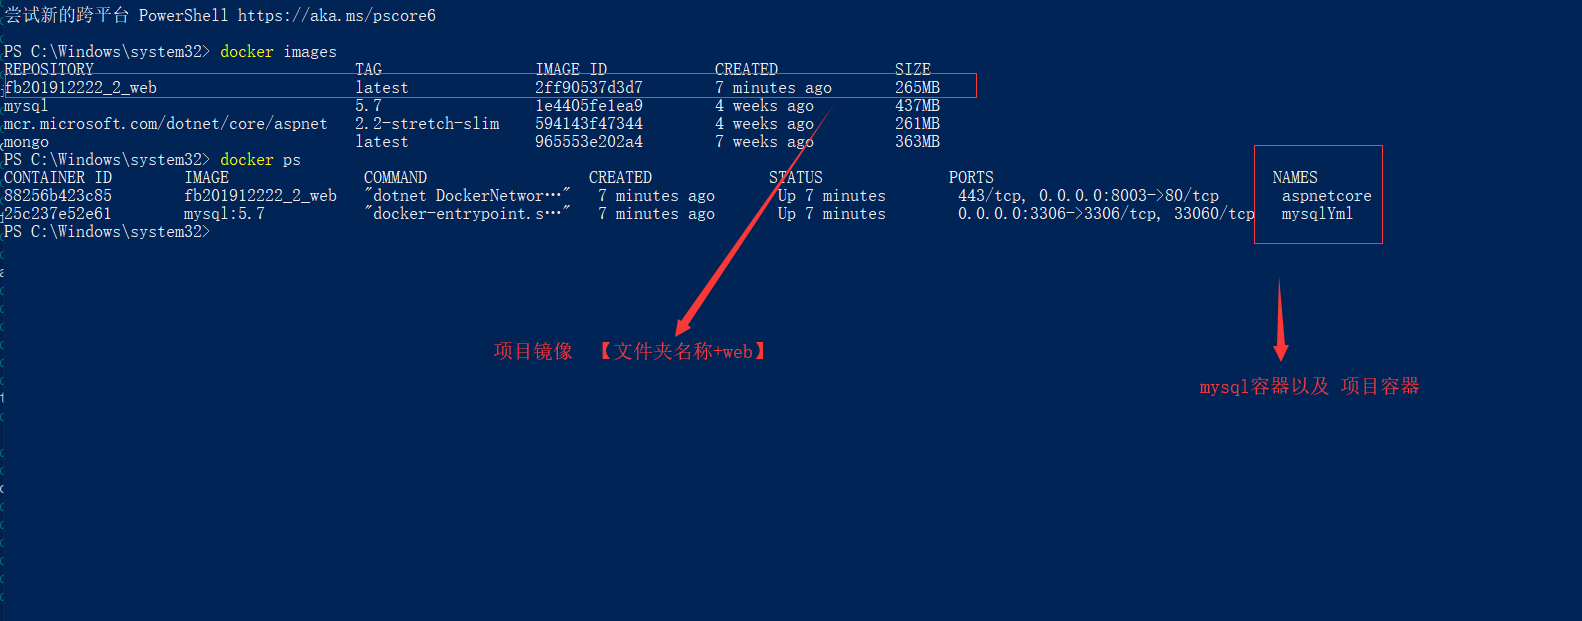 尝试新的跨平台 PowerShell https://aka.ms/pscore6
PS C:\Windows\system32> docker images
REPOSITORY TAG IMAGE ID CREATED SIZE
fb201912222_2_web latest 2ff90537d3d7 7 minutes ago 265MB
mysql 5.7 1e4405fe1ea9 4 weeks ago 437MB
mcr.microsoft.com/dotnet/core/aspnet 2.2-stretch-slim 594143f47344 4 weeks ago 261MB
mongo latest 965553e202a4 7 weeks ago 363MB
PS C:\Windows\system32> docker ps
CONTAINER ID IMAGE COMMAND CREATED STATUS PORTS NAMES
88256b423c85 fb201912222_2_web "dotnet DockerNetwor…" 7 minutes ago Up 7 minutes 443/tcp, 0.0.0.0:8003->80/tcp aspnetcore
25c237e52e61 mysql:5.7 "docker-entrypoint.s…" 7 minutes ago Up 7 minutes 0.0.0.0:3306->3306/tcp, 33060/tcp mysqlYml
PS C:\Windows\system32>
项目镜像 【文件夹名称+web】
mysql容器以及 项目容器